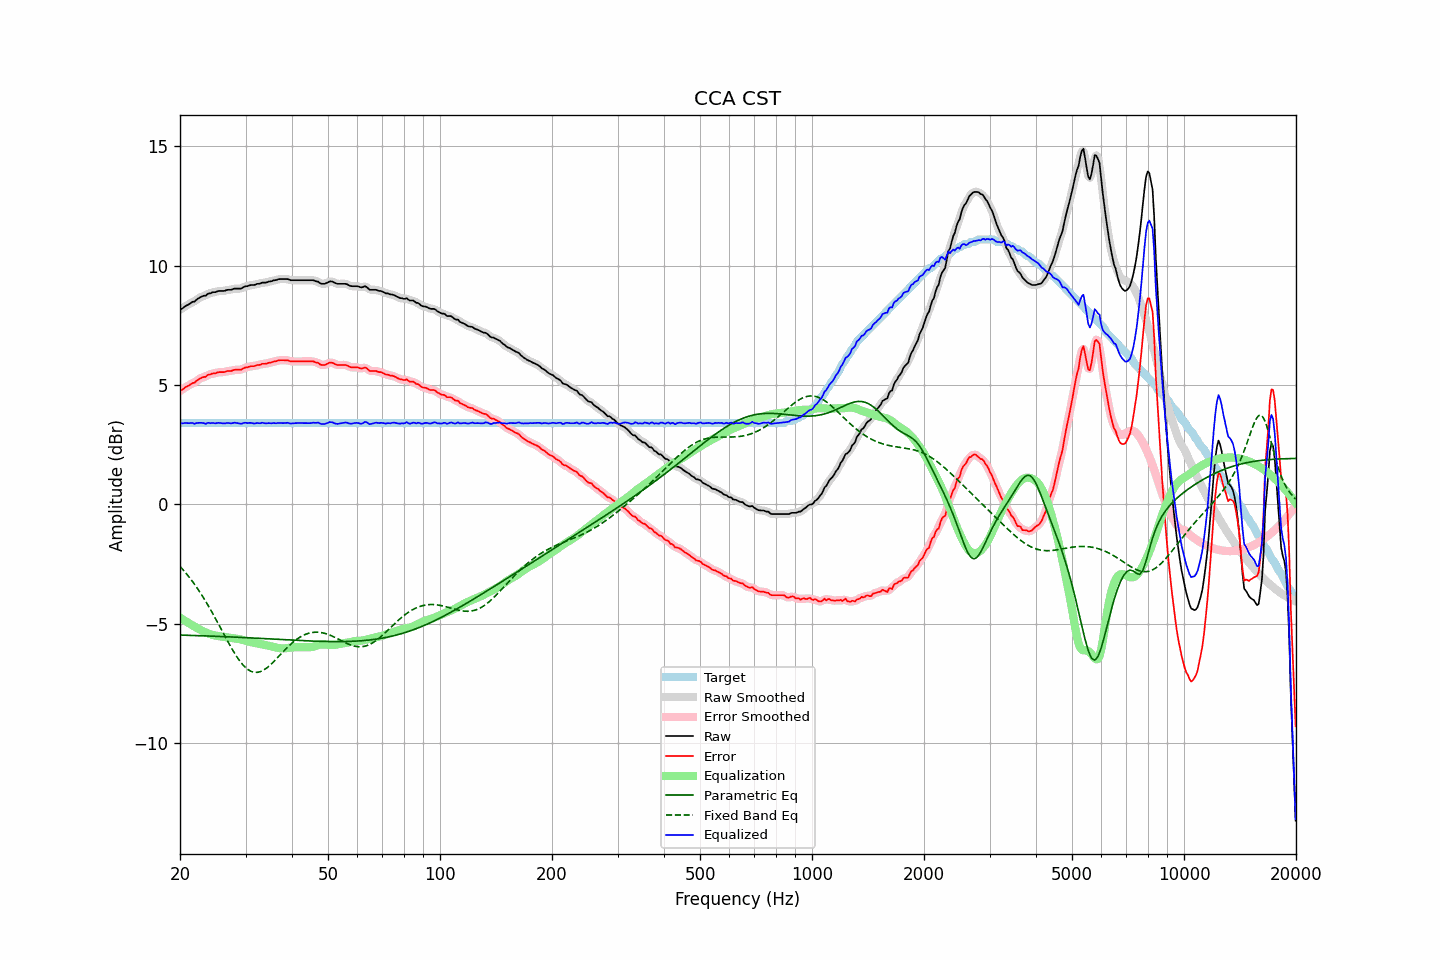 CCA CST
Amplitude (dBr)
15
10
5
0
−5
−10
20
50
100
200
500
1000
2000
5000
10000
20000
Frequency (Hz)
Target
Raw Smoothed
Error Smoothed
Raw
Error
Equalization
Parametric Eq
Fixed Band Eq
Equalized